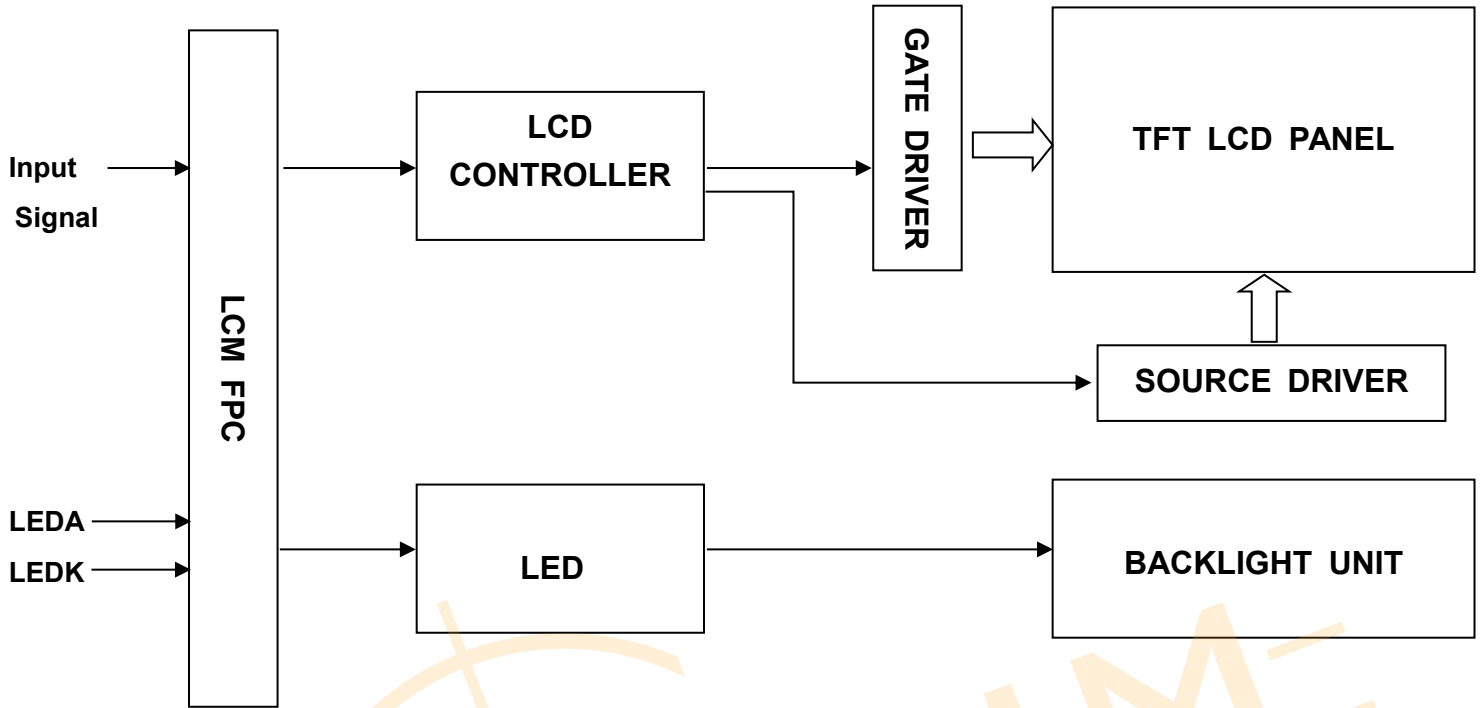 Input
Signal
LEDA
LEDK
LCM FPC
LCD
CONTROLLER
GATE DRIVER
TFT LCD PANEL
SOURCE DRIVER
LED
BACKLIGHT UNIT